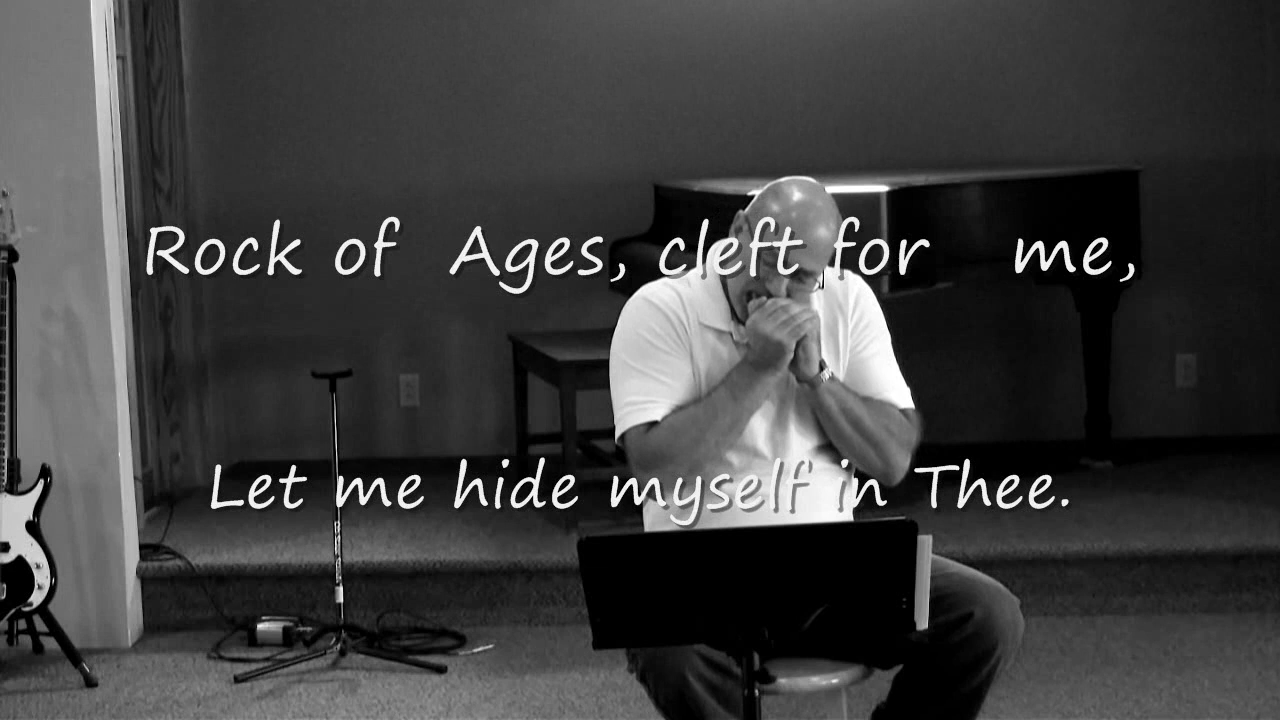 Rock of Ages, cleft for me,
Let me hide myself in Thee.